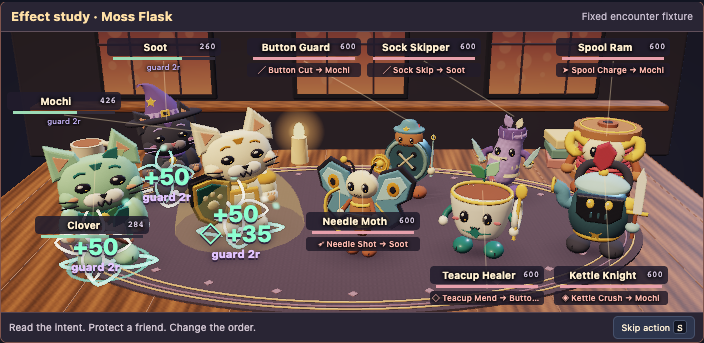 Effect study · Moss Flask
Fixed encounter fixture
Soot 260
guard 2r
Button Guard 600
Button Cut → Mochi
Sock Skipper 600
Sock Skip → Soot
Spool Ram 600
Spool Charge → Mochi
Mochi 426
guard 2r
+50
guard 2r
+50
+35
guard 2r
Clover 284
+50
guard 2r
Needle Moth 600
Needle Shot → Soot
Teacup Healer 600
Teacup Mend → Butto...
Kettle Knight 600
Kettle Crush → Mochi
Read the intent. Protect a friend. Change the order.
Skip action S